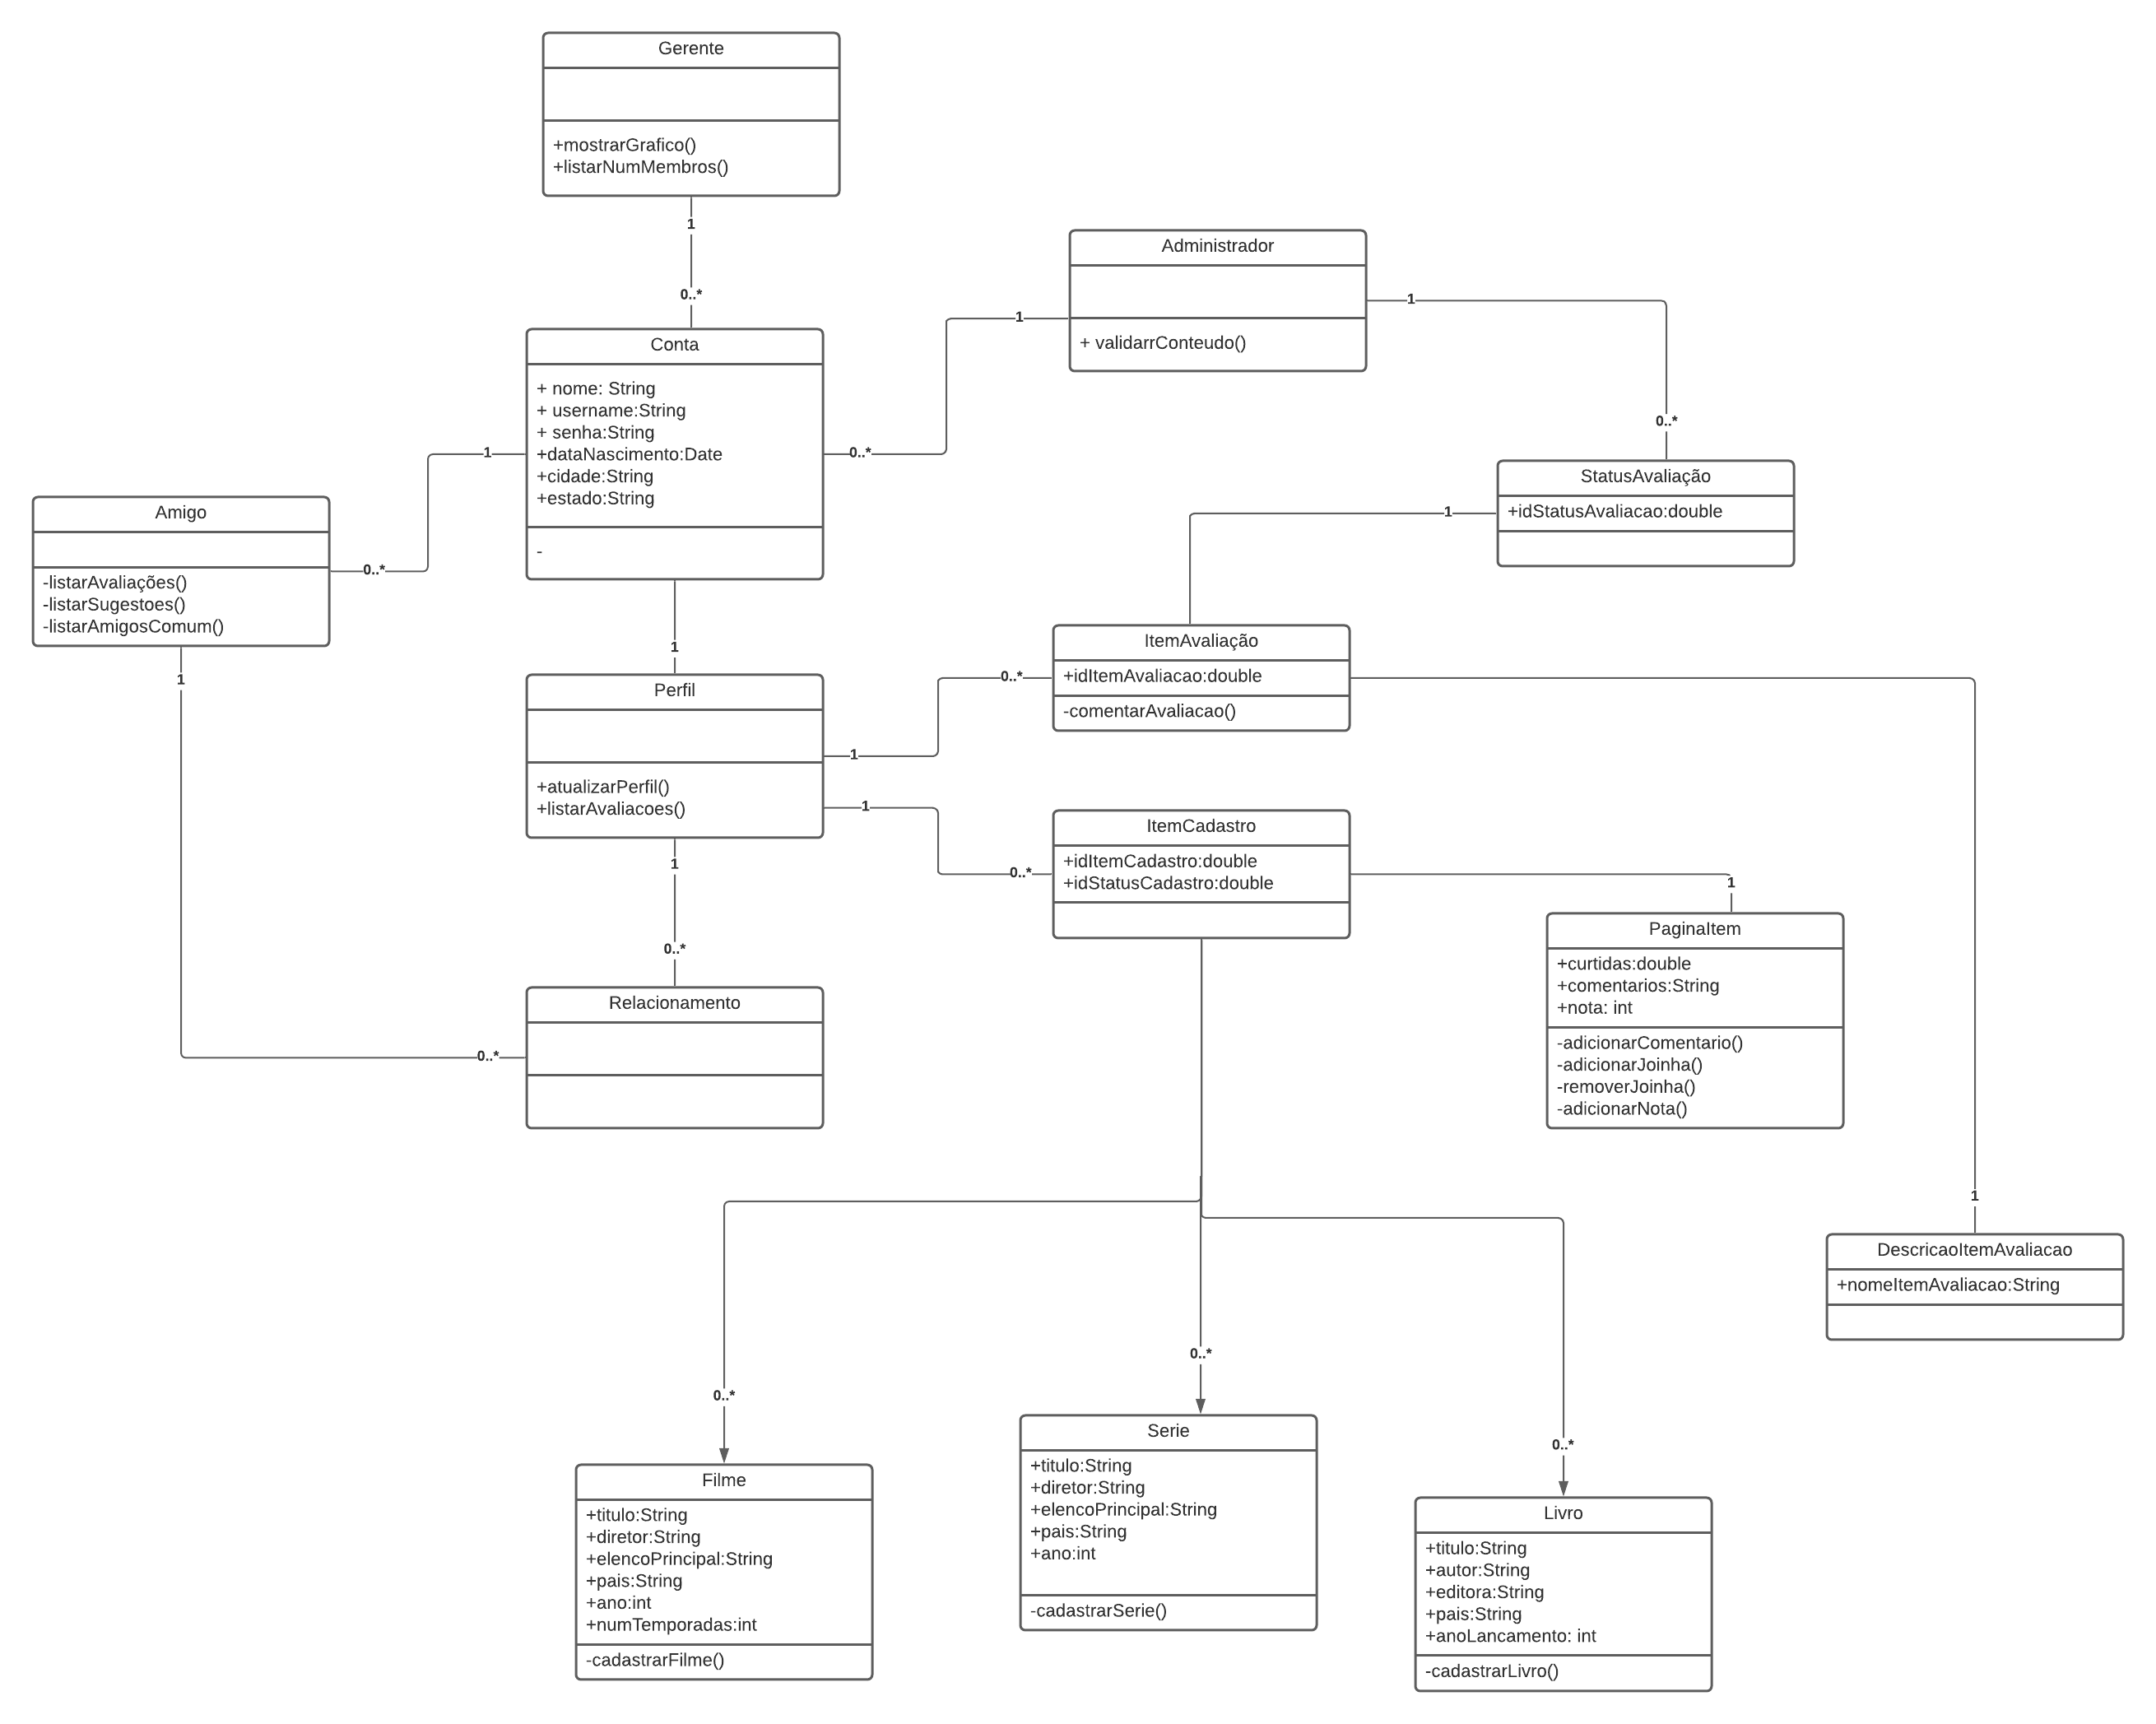 Gerente
+mostrarGrafico()
+listarNumMembros()
1
0..*
Administrador
+ validarrConteudo()
1
1
0..*
0..*
Conta
+ nome: String
+ username:String
+ senha:String
+dataNascimento:Date
+cidade:String
+estado:String
-
1
0..*
1
Amigo
-listarAvaliações()
-listarSugestoes()
-listarAmigosComum()
1
0..*
StatusAvaliação
+idStatusAvaliacao:double
1
ItemAvaliação
+idItemAvaliacao:double
-comentarAvaliacao()
0..*
1
Perfil
+atualizarPerfil()
+listarAvaliacoes()
1
0..*
1
0..*
ItemCadastro
+idItemCadastro:double
+idStatusCadastro:double
1
PaginaItem
+curtidas:double
+comentarios:String
+nota: int
-adicionarComentario()
-adicionarJoinha()
-removerJoinha()
-adicionarNota()
Relacionamento
1
DescricaoItemAvaliacao
+nomeItemAvaliacao:String
0..*
0..*
0..*
Filme
+titulo:String
+diretor:String
+elencoPrincipal:String
+pais:String
+ano:int
+numTemporadas:int
-cadastrarFilme()
Serie
+titulo:String
+diretor:String
+elencoPrincipal:String
+pais:String
+ano:int
-cadastrarSerie()
Livro
+titulo:String
+autor:String
+editora:String
+pais:String
+anoLancamento: int
-cadastrarLivro()